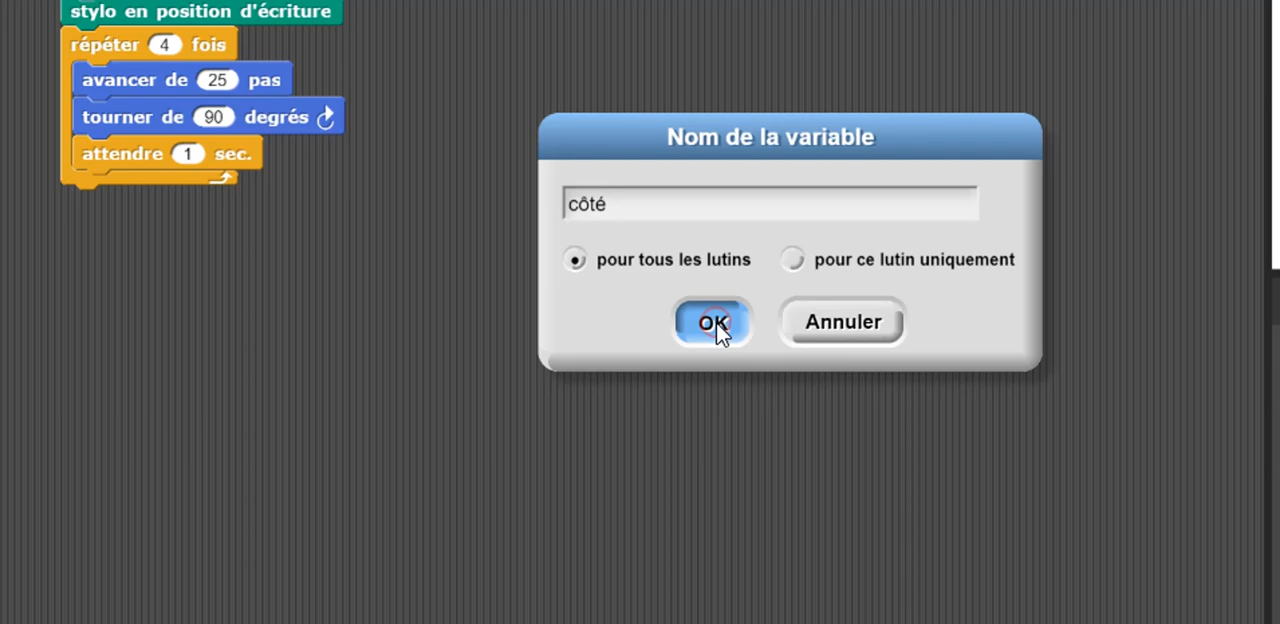 stylo en position d'écriture
répéter 4 fois
avancer de 25 pas
tourner de 90 degrés
attendre 1 sec.
Nom de la variable
côté
pour tous les lutins pour ce lutin uniquement
OK Annuler